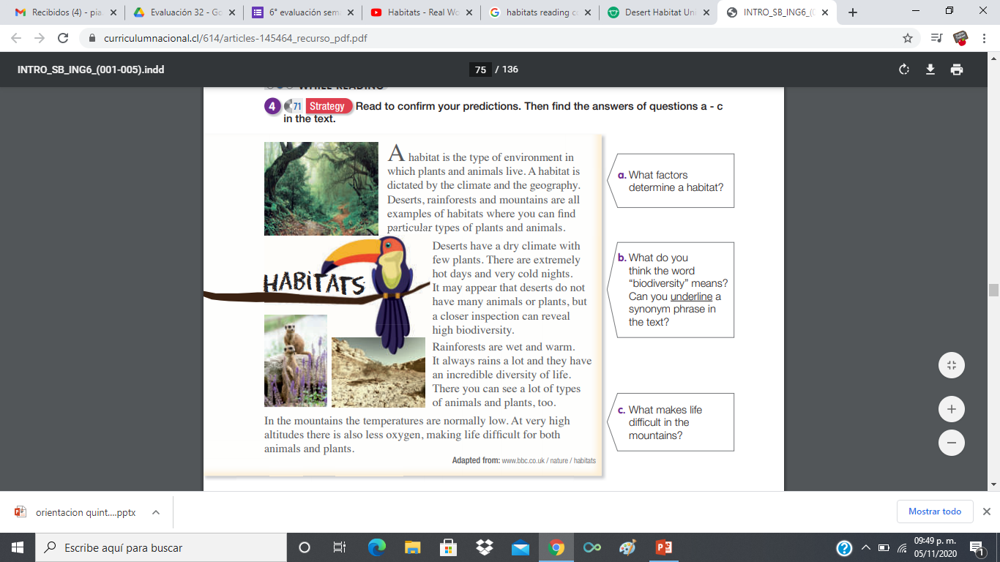 Recibidos (4) - pia
Evaluación 32 - Go
6° evaluación sem
Habitats - Real Wo
habitats reading co
Desert Habitat Uni
INTRO_SB_ING6_(0
curriculumnacional.cl/614/articles-145464_recurso_pdf.pdf
INTRO_SB_ING6_(001-005).indd
75 / 136
WHILE READING
4 71 Strategy Read to confirm your predictions. Then find the answers of questions a - c
in the text.
A habitat is the type of environment in
which plants and animals live. A habitat is
dictated by the climate and the geography.
Deserts, rainforests and mountains are all
examples of habitats where you can find
particular types of plants and animals.
HABITATS
Deserts have a dry climate with
few plants. There are extremely
hot days and very cold nights.
It may appear that deserts do not
have many animals or plants, but
a closer inspection can reveal
high biodiversity.
Rainforests are wet and warm.
It always rains a lot and they have
an incredible diversity of life.
There you can see a lot of types
of animals and plants, too.
In the mountains the temperatures are normally low. At very high
altitudes there is also less oxygen, making life difficult for both
animals and plants.
Adapted from: www.bbc.co.uk / nature / habitats
a. What factors
determine a habitat?
b. What do you
think the word
“biodiversity” means?
Can you underline a
synonym phrase in
the text?
c. What makes life
difficult in the
mountains?
orientacion quint....pptx
Mostrar todo
Escribe aquí para buscar
09:49 p. m.
05/11/2020
1